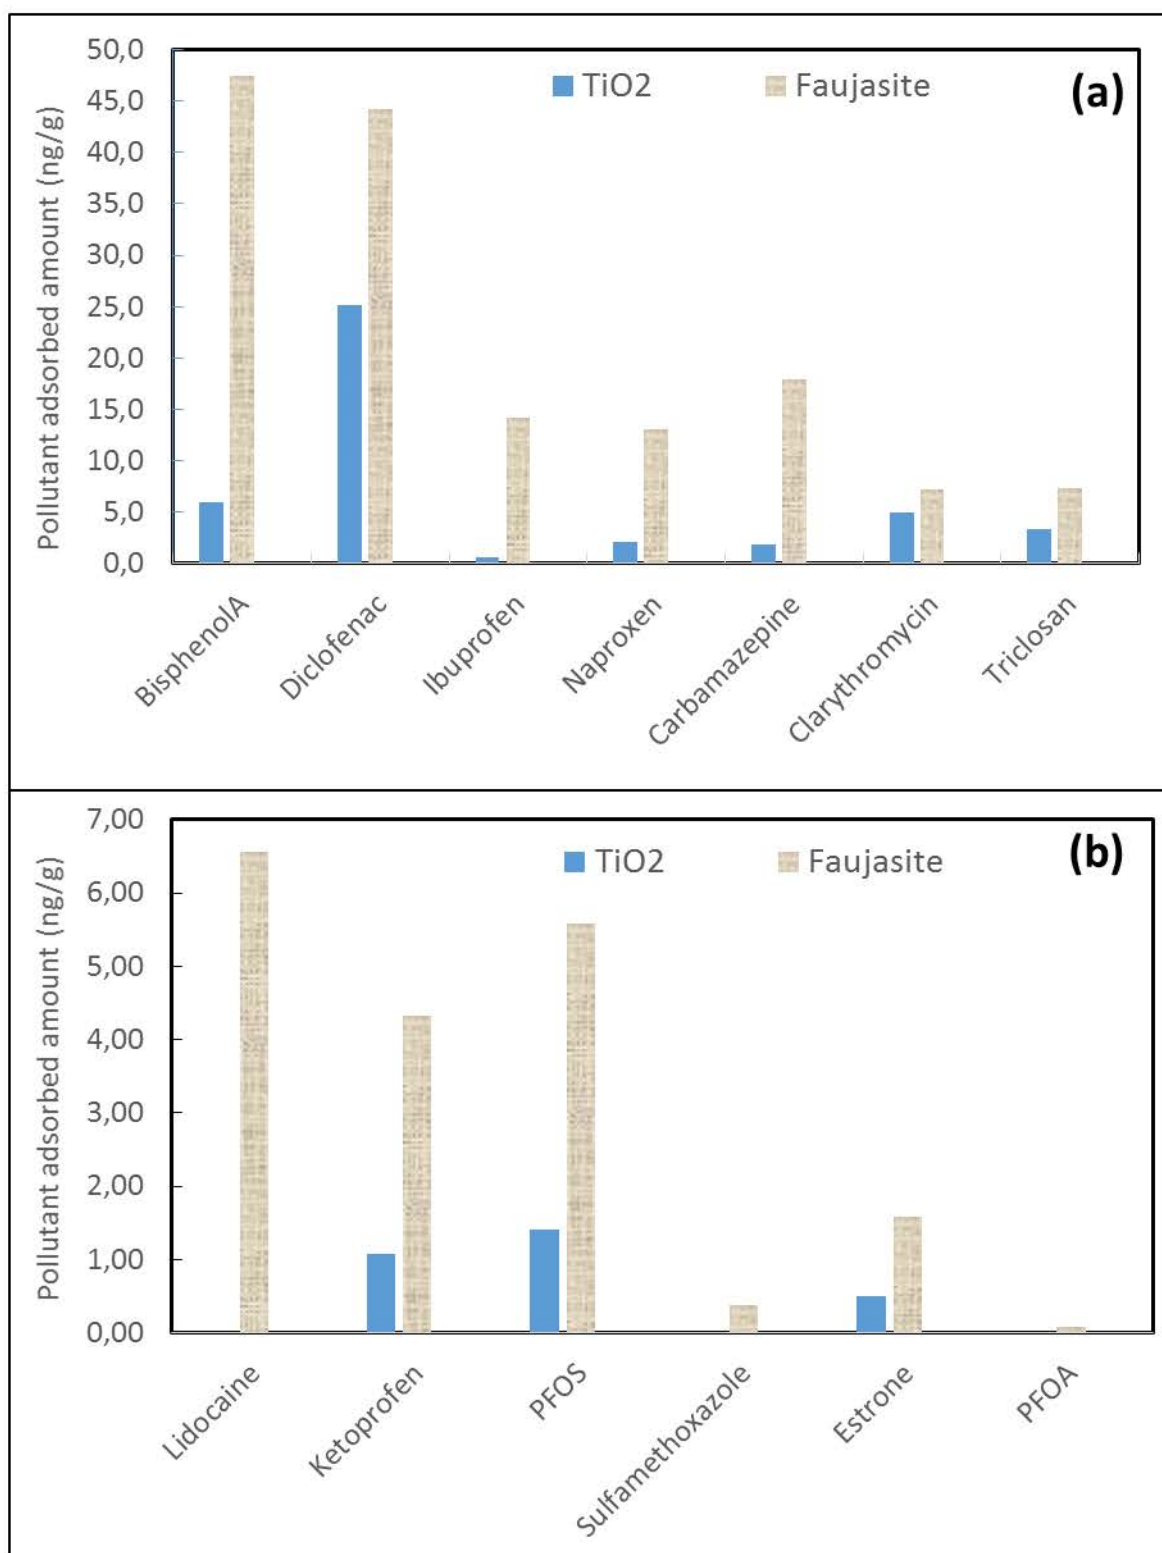 (a)
TiO2 Faujasite
Pollutant adsorbed amount (ng/g)
50,0
45,0
40,0
35,0
30,0
25,0
20,0
15,0
10,0
5,0
0,0
BisphenolA
Diclofenac
Ibuprofen
Naproxen
Carbamazepine
Clarythromycin
Triclosan
(b)
TiO2 Faujasite
Pollutant adsorbed amount (ng/g)
7,00
6,00
5,00
4,00
3,00
2,00
1,00
0,00
Lidocaine
Ketoprofen
PFOS
Sulfamethoxazole
Estrone
PFOA